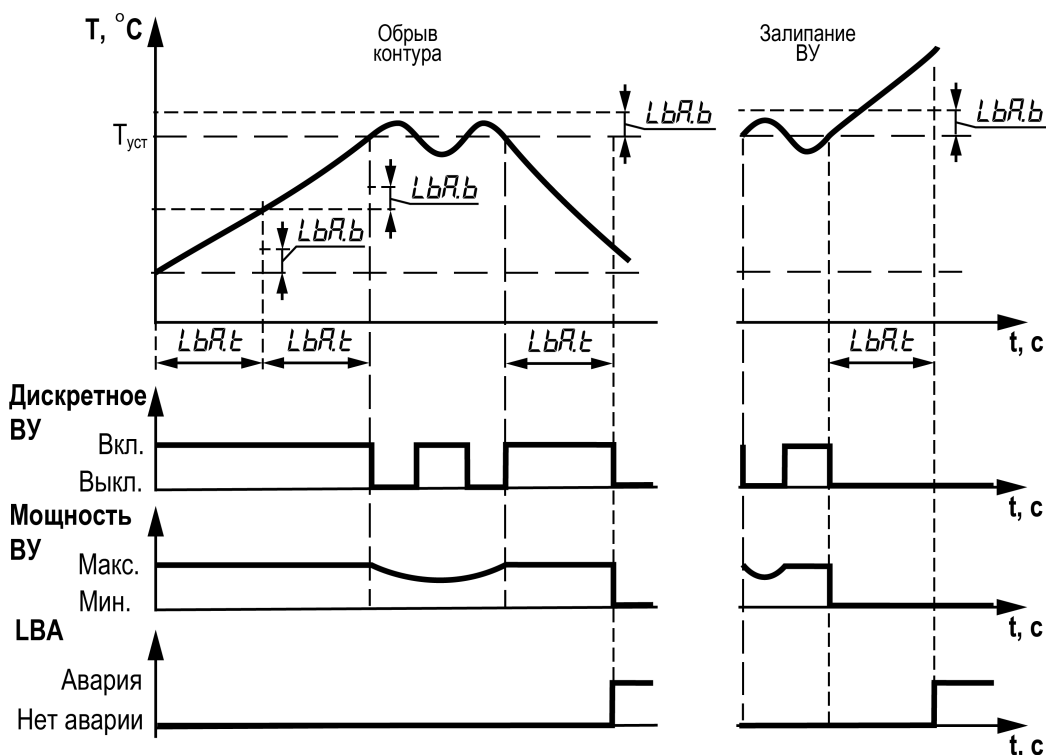 T, °C
Обрыв
контура
Залипание
ВУ
LbA.b
LbA.b
Tуст
LbA.b
LbA.b
t, с
LbA.t
LbA.t
LbA.t
LbA.t
Дискретное
ВУ
Вкл.
Выкл.
t, с
Мощность
ВУ
Макс.
Мин.
t, с
LBA
Авария
Нет аварии
t, с